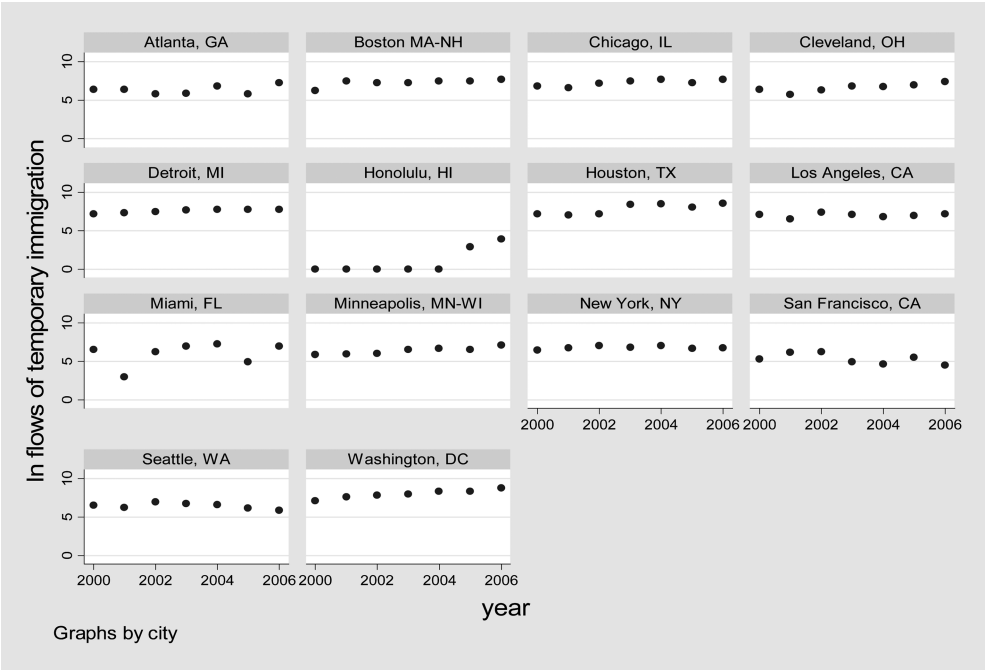 Atlanta, GA
Boston MA-NH
Chicago, IL
Cleveland, OH
0 5 10
Detroit, MI
Honolulu, HI
Houston, TX
Los Angeles, CA
0 5 10
Miami, FL
Minneapolis, MN-WI
New York, NY
San Francisco, CA
0 5 10
2000 2002 2004 2006
2000 2002 2004 2006
Seattle, WA
Washington, DC
0 5 10
2000 2002 2004 2006
2000 2002 2004 2006
ln flows of temporary immigration
year
Graphs by city